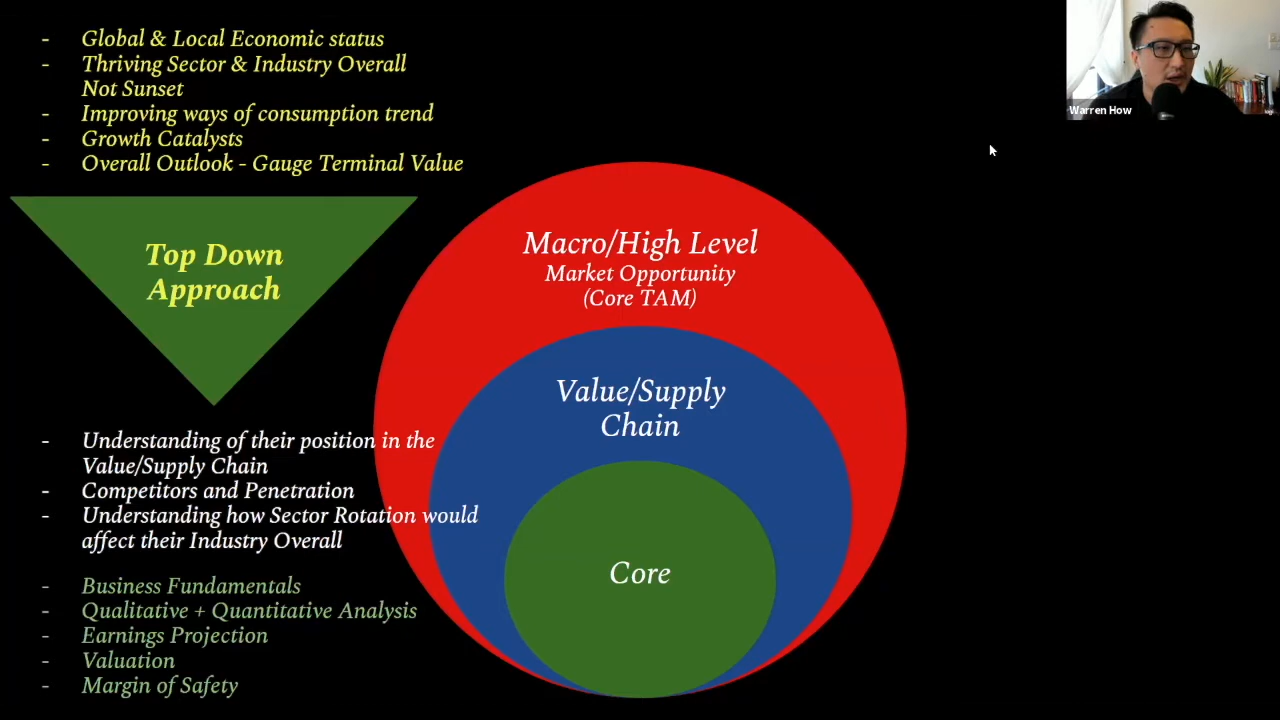 - Global & Local Economic status
- Thriving Sector & Industry Overall
Not Sunset
- Improving ways of consumption trend
- Growth Catalysts
- Overall Outlook - Gauge Terminal Value
Top Down
Approach
- Understanding of their position in the
Value/Supply Chain
- Competitors and Penetration
- Understanding how Sector Rotation would
affect their Industry Overall
- Business Fundamentals
- Qualitative + Quantitative Analysis
- Earnings Projection
- Valuation
- Margin of Safety
Macro/High Level
Market Opportunity
(Core TAM)
Value/Supply
Chain
Core
Warren How